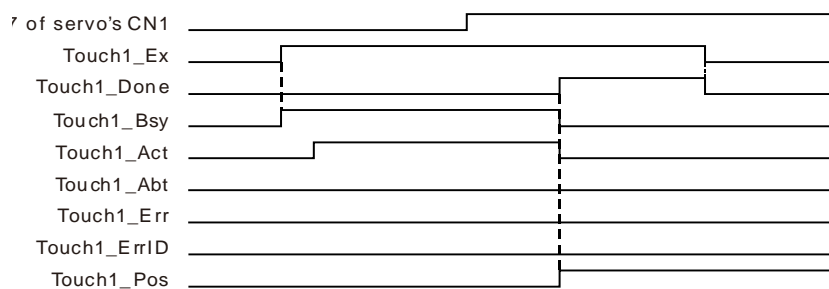 of servo's CN1
Touch1_Ex
Touch1_Done
Touch1_Bsy
Touch1_Act
Touch1_Abt
Touch1_Err
Touch1_ErrID
Touch1_Pos